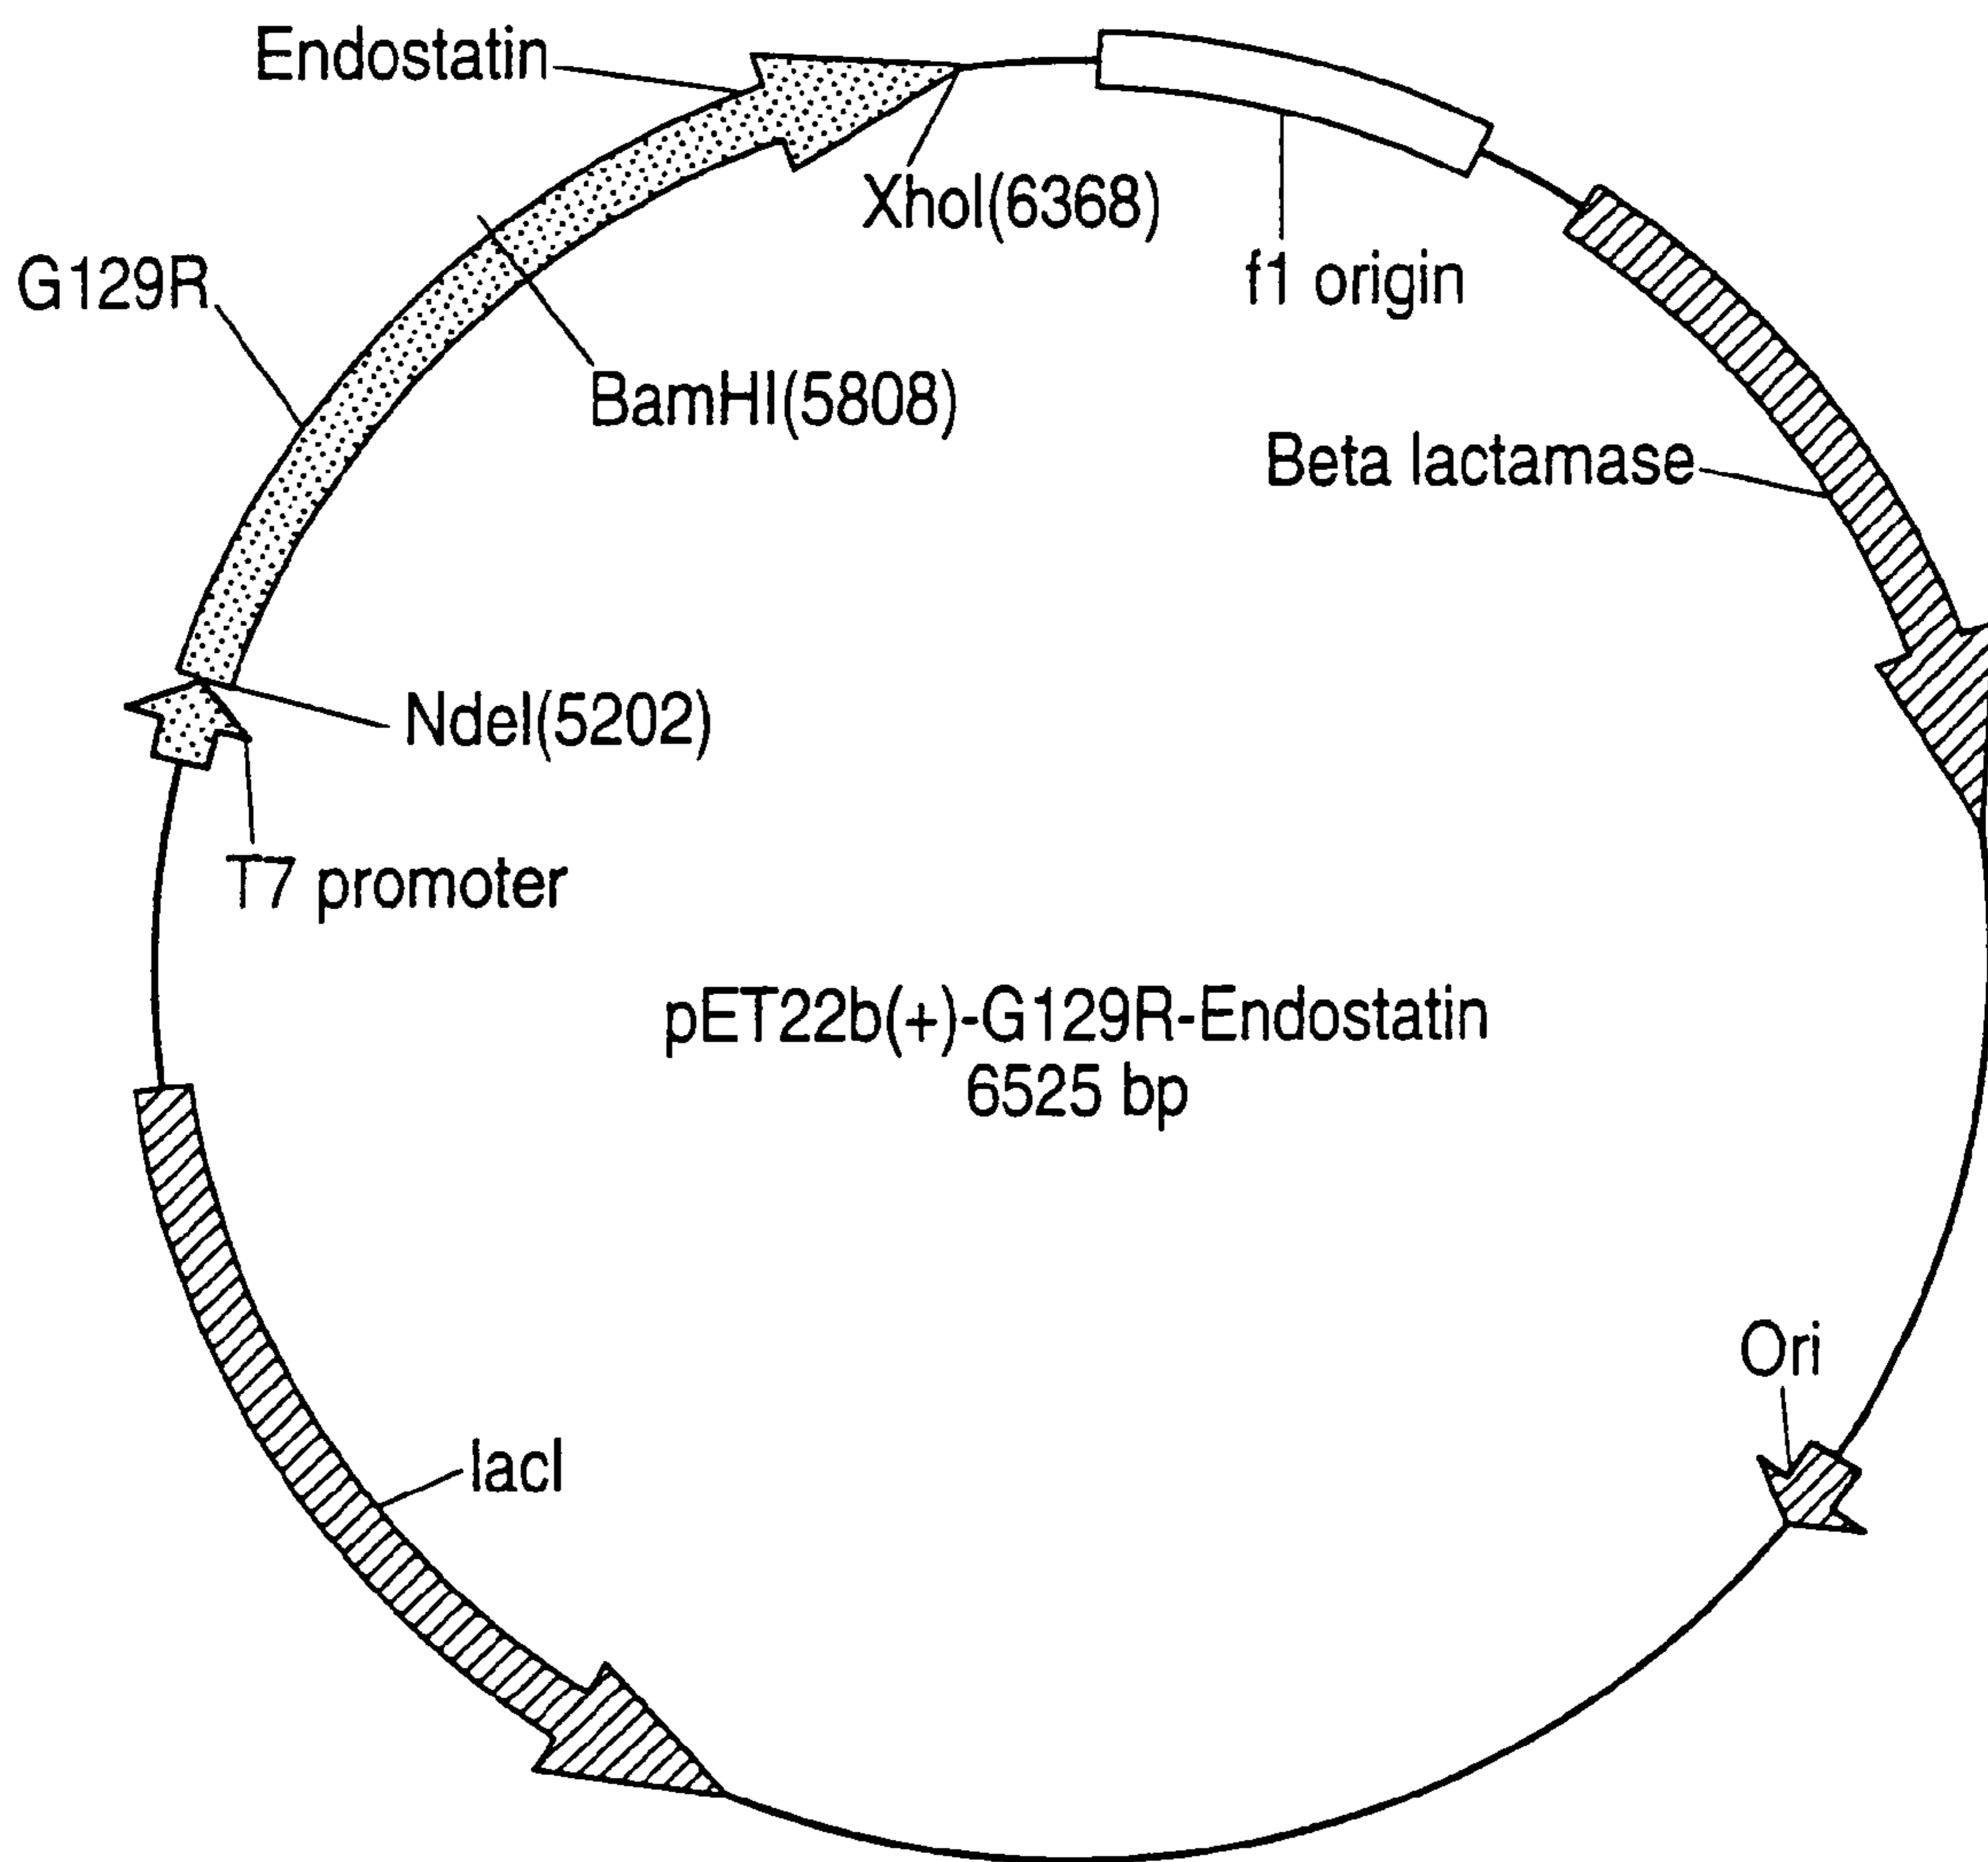 Endostatin
XhoI(6368)
f1 origin
G129R
BamHI(5808)
Beta lactamase
NdeI(5202)
T7 promoter
pET22b(+)-G129R-Endostatin
6525 bp
Ori
lacI